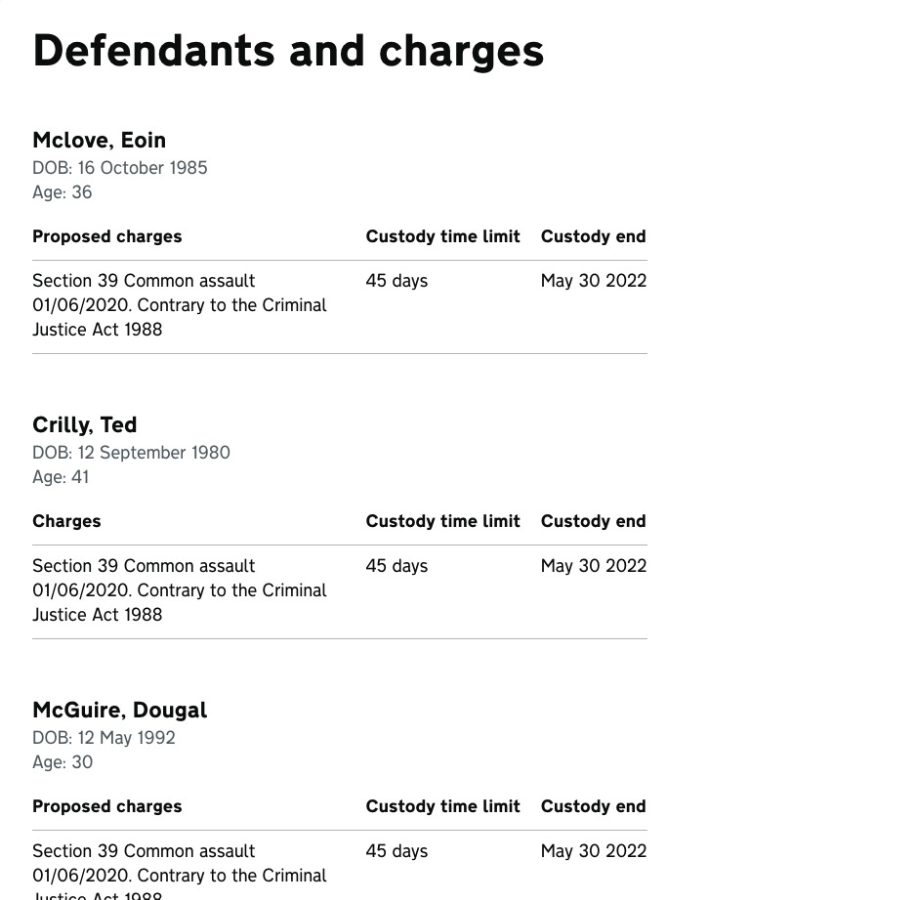 Defendants and charges
Mclove, Eoin
DOB: 16 October 1985
Age: 36
Proposed charges Custody time limit Custody end
Section 39 Common assault 45 days May 30 2022
01/06/2020. Contrary to the Criminal
Justice Act 1988
Crilly, Ted
DOB: 12 September 1980
Age: 41
Charges Custody time limit Custody end
Section 39 Common assault 45 days May 30 2022
01/06/2020. Contrary to the Criminal
Justice Act 1988
McGuire, Dougal
DOB: 12 May 1992
Age: 30
Proposed charges Custody time limit Custody end
Section 39 Common assault 45 days May 30 2022
01/06/2020. Contrary to the Criminal
Justice Act 1988